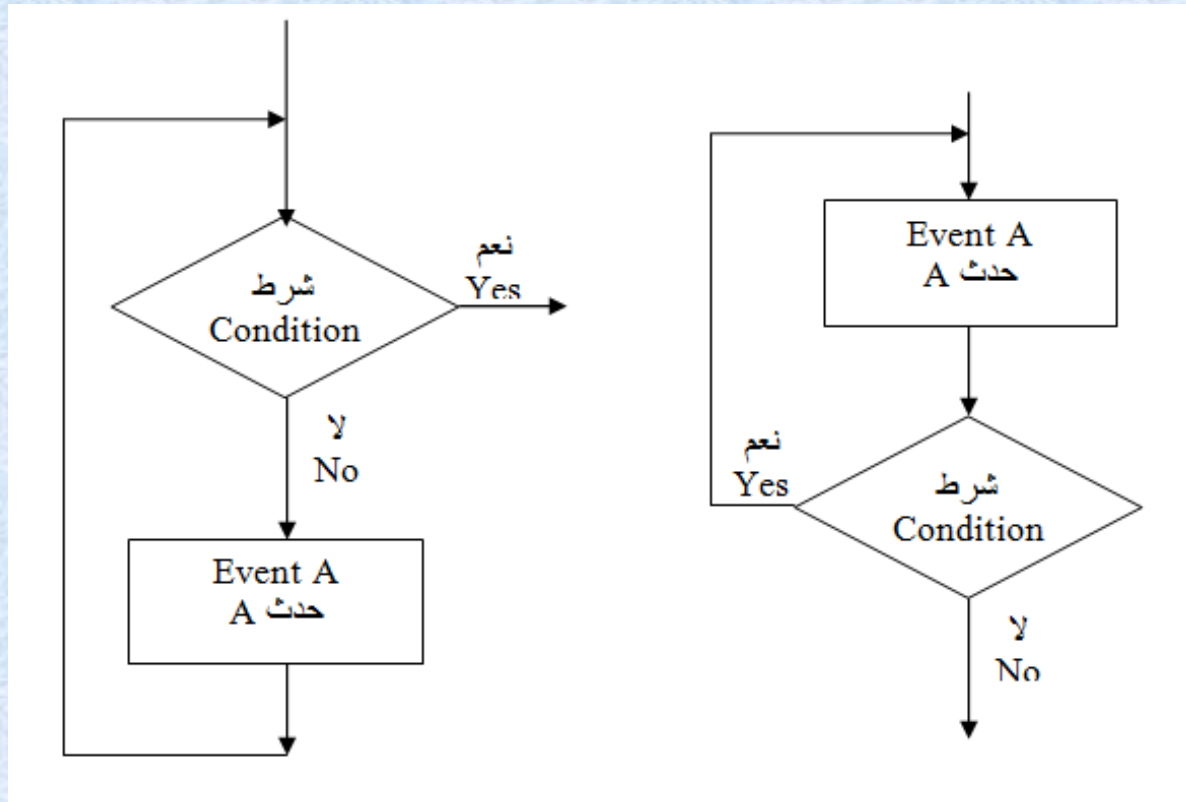 شرط
Condition
نعم
Yes
لا
No
Event A
حدث A
Event A
حدث A
شرط
Condition
نعم
Yes
لا
No